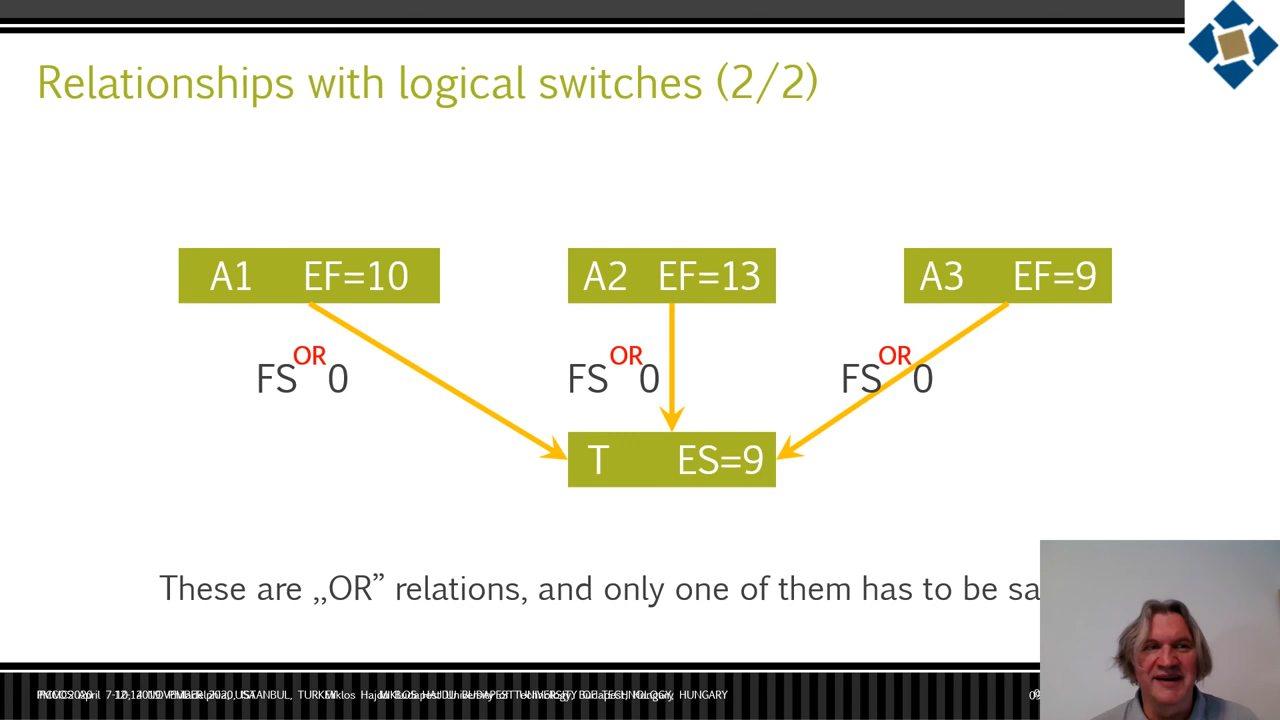 Relationships with logical switches (2/2)
A1 EF=10
A2 EF=13
A3 EF=9
FS OR 0
FS OR 0
FS OR 0
T ES=9
These are „OR” relations, and only one of them has to be sa
HUNGARY